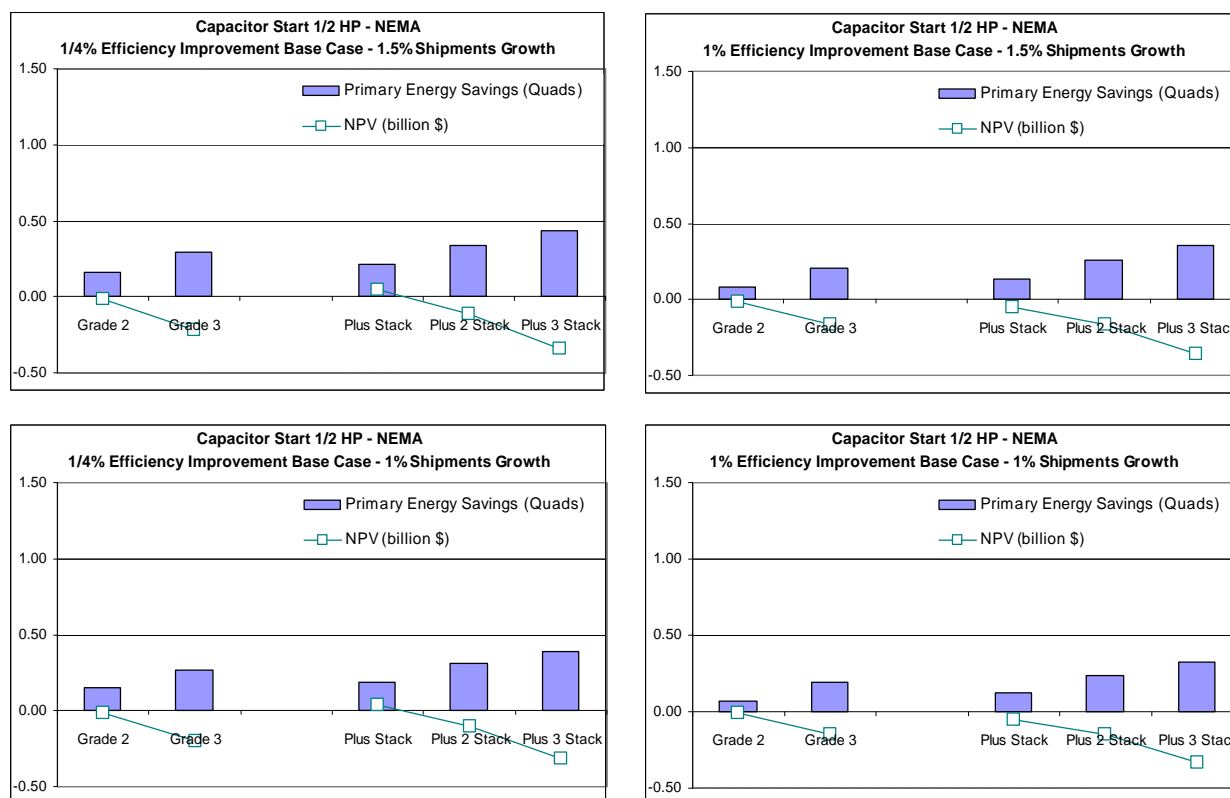 Capacitor Start 1/2 HP - NEMA
1/4% Efficiency Improvement Base Case - 1.5% Shipments Growth
1.50
Primary Energy Savings (Quads)
NPV (billion $)
1.00
0.50
0.00
Grade 2 Grade 3 Plus Stack Plus 2 Stack Plus 3 Stack
-0.50
Capacitor Start 1/2 HP - NEMA
1% Efficiency Improvement Base Case - 1.5% Shipments Growth
1.50
Primary Energy Savings (Quads)
NPV (billion $)
1.00
0.50
0.00
Grade 2 Grade 3 Plus Stack Plus 2 Stack Plus 3 Stac
-0.50
Capacitor Start 1/2 HP - NEMA
1/4% Efficiency Improvement Base Case - 1% Shipments Growth
1.50
Primary Energy Savings (Quads)
NPV (billion $)
1.00
0.50
0.00
Grade 2 Grade 3 Plus Stack Plus 2 Stack Plus 3 Stack
-0.50
Capacitor Start 1/2 HP - NEMA
1% Efficiency Improvement Base Case - 1% Shipments Growth
1.50
Primary Energy Savings (Quads)
NPV (billion $)
1.00
0.50
0.00
Grade 2 Grade 3 Plus Stack Plus 2 Stack Plus 3 Stac
-0.50